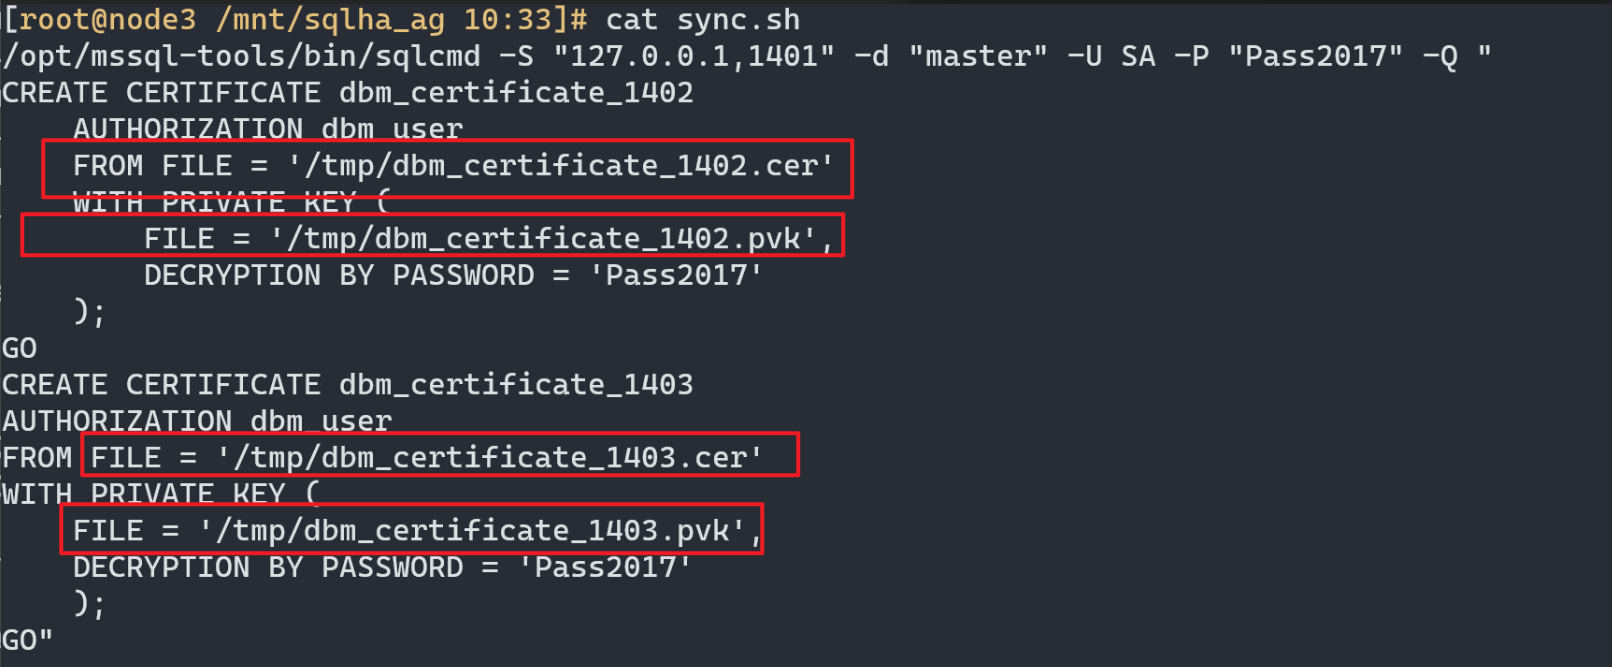 [root@node3 /mnt/sqlha_ag 10:33]# cat sync.sh
/opt/mssql-tools/bin/sqlcmd -S "127.0.0.1,1401" -d "master" -U SA -P "Pass2017" -Q "
CREATE CERTIFICATE dbm_certificate_1402
    AUTHORIZATION dbm_user
    FROM FILE = '/tmp/dbm_certificate_1402.cer'
    WITH PRIVATE KEY (
        FILE = '/tmp/dbm_certificate_1402.pvk',
        DECRYPTION BY PASSWORD = 'Pass2017'
    );
GO
CREATE CERTIFICATE dbm_certificate_1403
AUTHORIZATION dbm_user
FROM FILE = '/tmp/dbm_certificate_1403.cer'
WITH PRIVATE KEY (
    FILE = '/tmp/dbm_certificate_1403.pvk',
    DECRYPTION BY PASSWORD = 'Pass2017'
    );
GO"